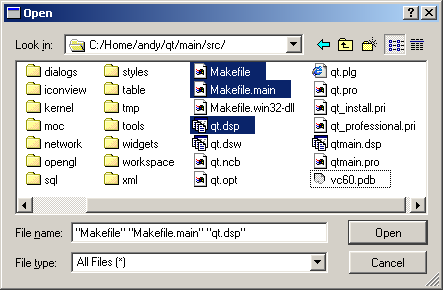 Open
Look in: C:/Home/andy/qt/main/src/
dialogs
iconview
kernel
moc
network
opengl
sql
styles
table
tmp
tools
widgets
workspace
xml
Makefile
Makefile.main
Makefile.win32-dll
qt.dsp
qt.dsw
qt.ncb
qt.opt
qt.plg
qt.pro
qt_install.pri
qt_professional.pri
qtmain.dsp
qtmain.pro
vc60.pdb
File name: "Makefile" "Makefile.main" "qt.dsp" Open
File type: All Files (*) Cancel